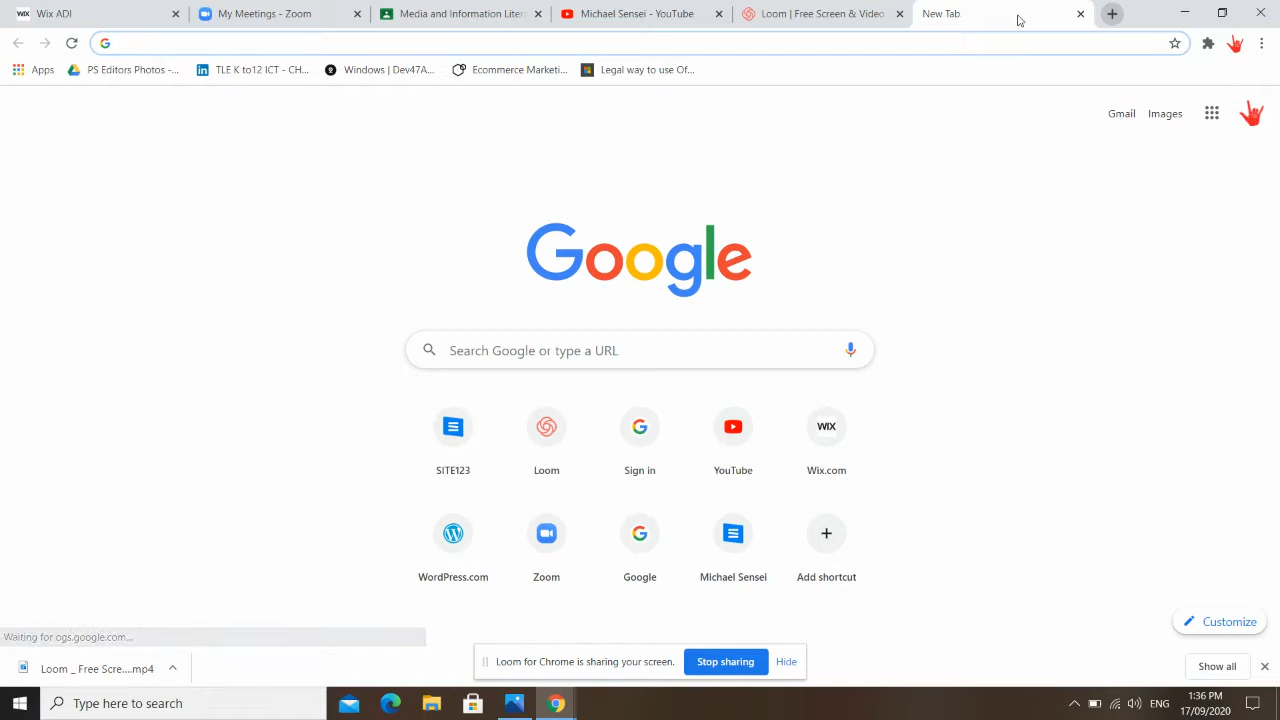 WIX Wix ADI
My Meetings - Zoom
Media and Information Liter
Michael Sensei - YouTube
Loom | Free Screen & Video
New Tab
Apps
PS Editors Photos -...
TLE K to12 ICT - CH...
Windows | Dev47A...
Ecommerce Marketi...
Legal way to use Of...
Gmail Images
Google
Search Google or type a URL
WIX
SITE123 Loom Sign in YouTube Wix.com
WordPress.com Zoom Google Michael Sensei Add shortcut
Customize
Waiting for ogs.google.com...
Loom _ Free Scre....mp4
Loom for Chrome is sharing your screen. Stop sharing Hide
Show all
Type here to search
ENG
1:36 PM
17/09/2020